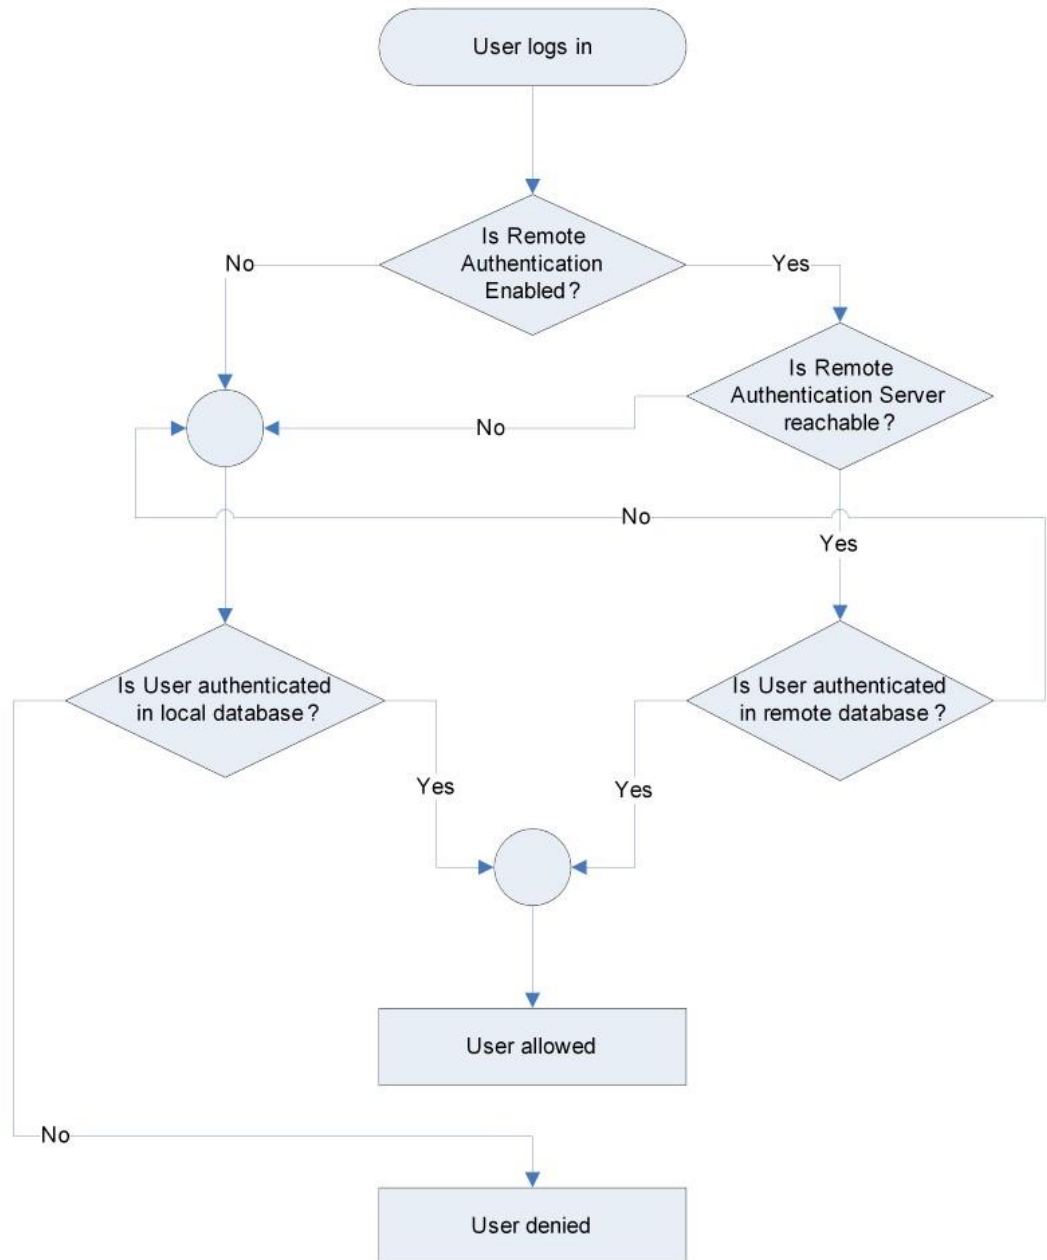 User logs in
Is Remote
Authentication
Enabled?
No
Yes
Is Remote
Authentication Server
reachable?
No
No
Yes
Is User authenticated
in local database?
Is User authenticated
in remote database?
Yes
Yes
User allowed
No
User denied